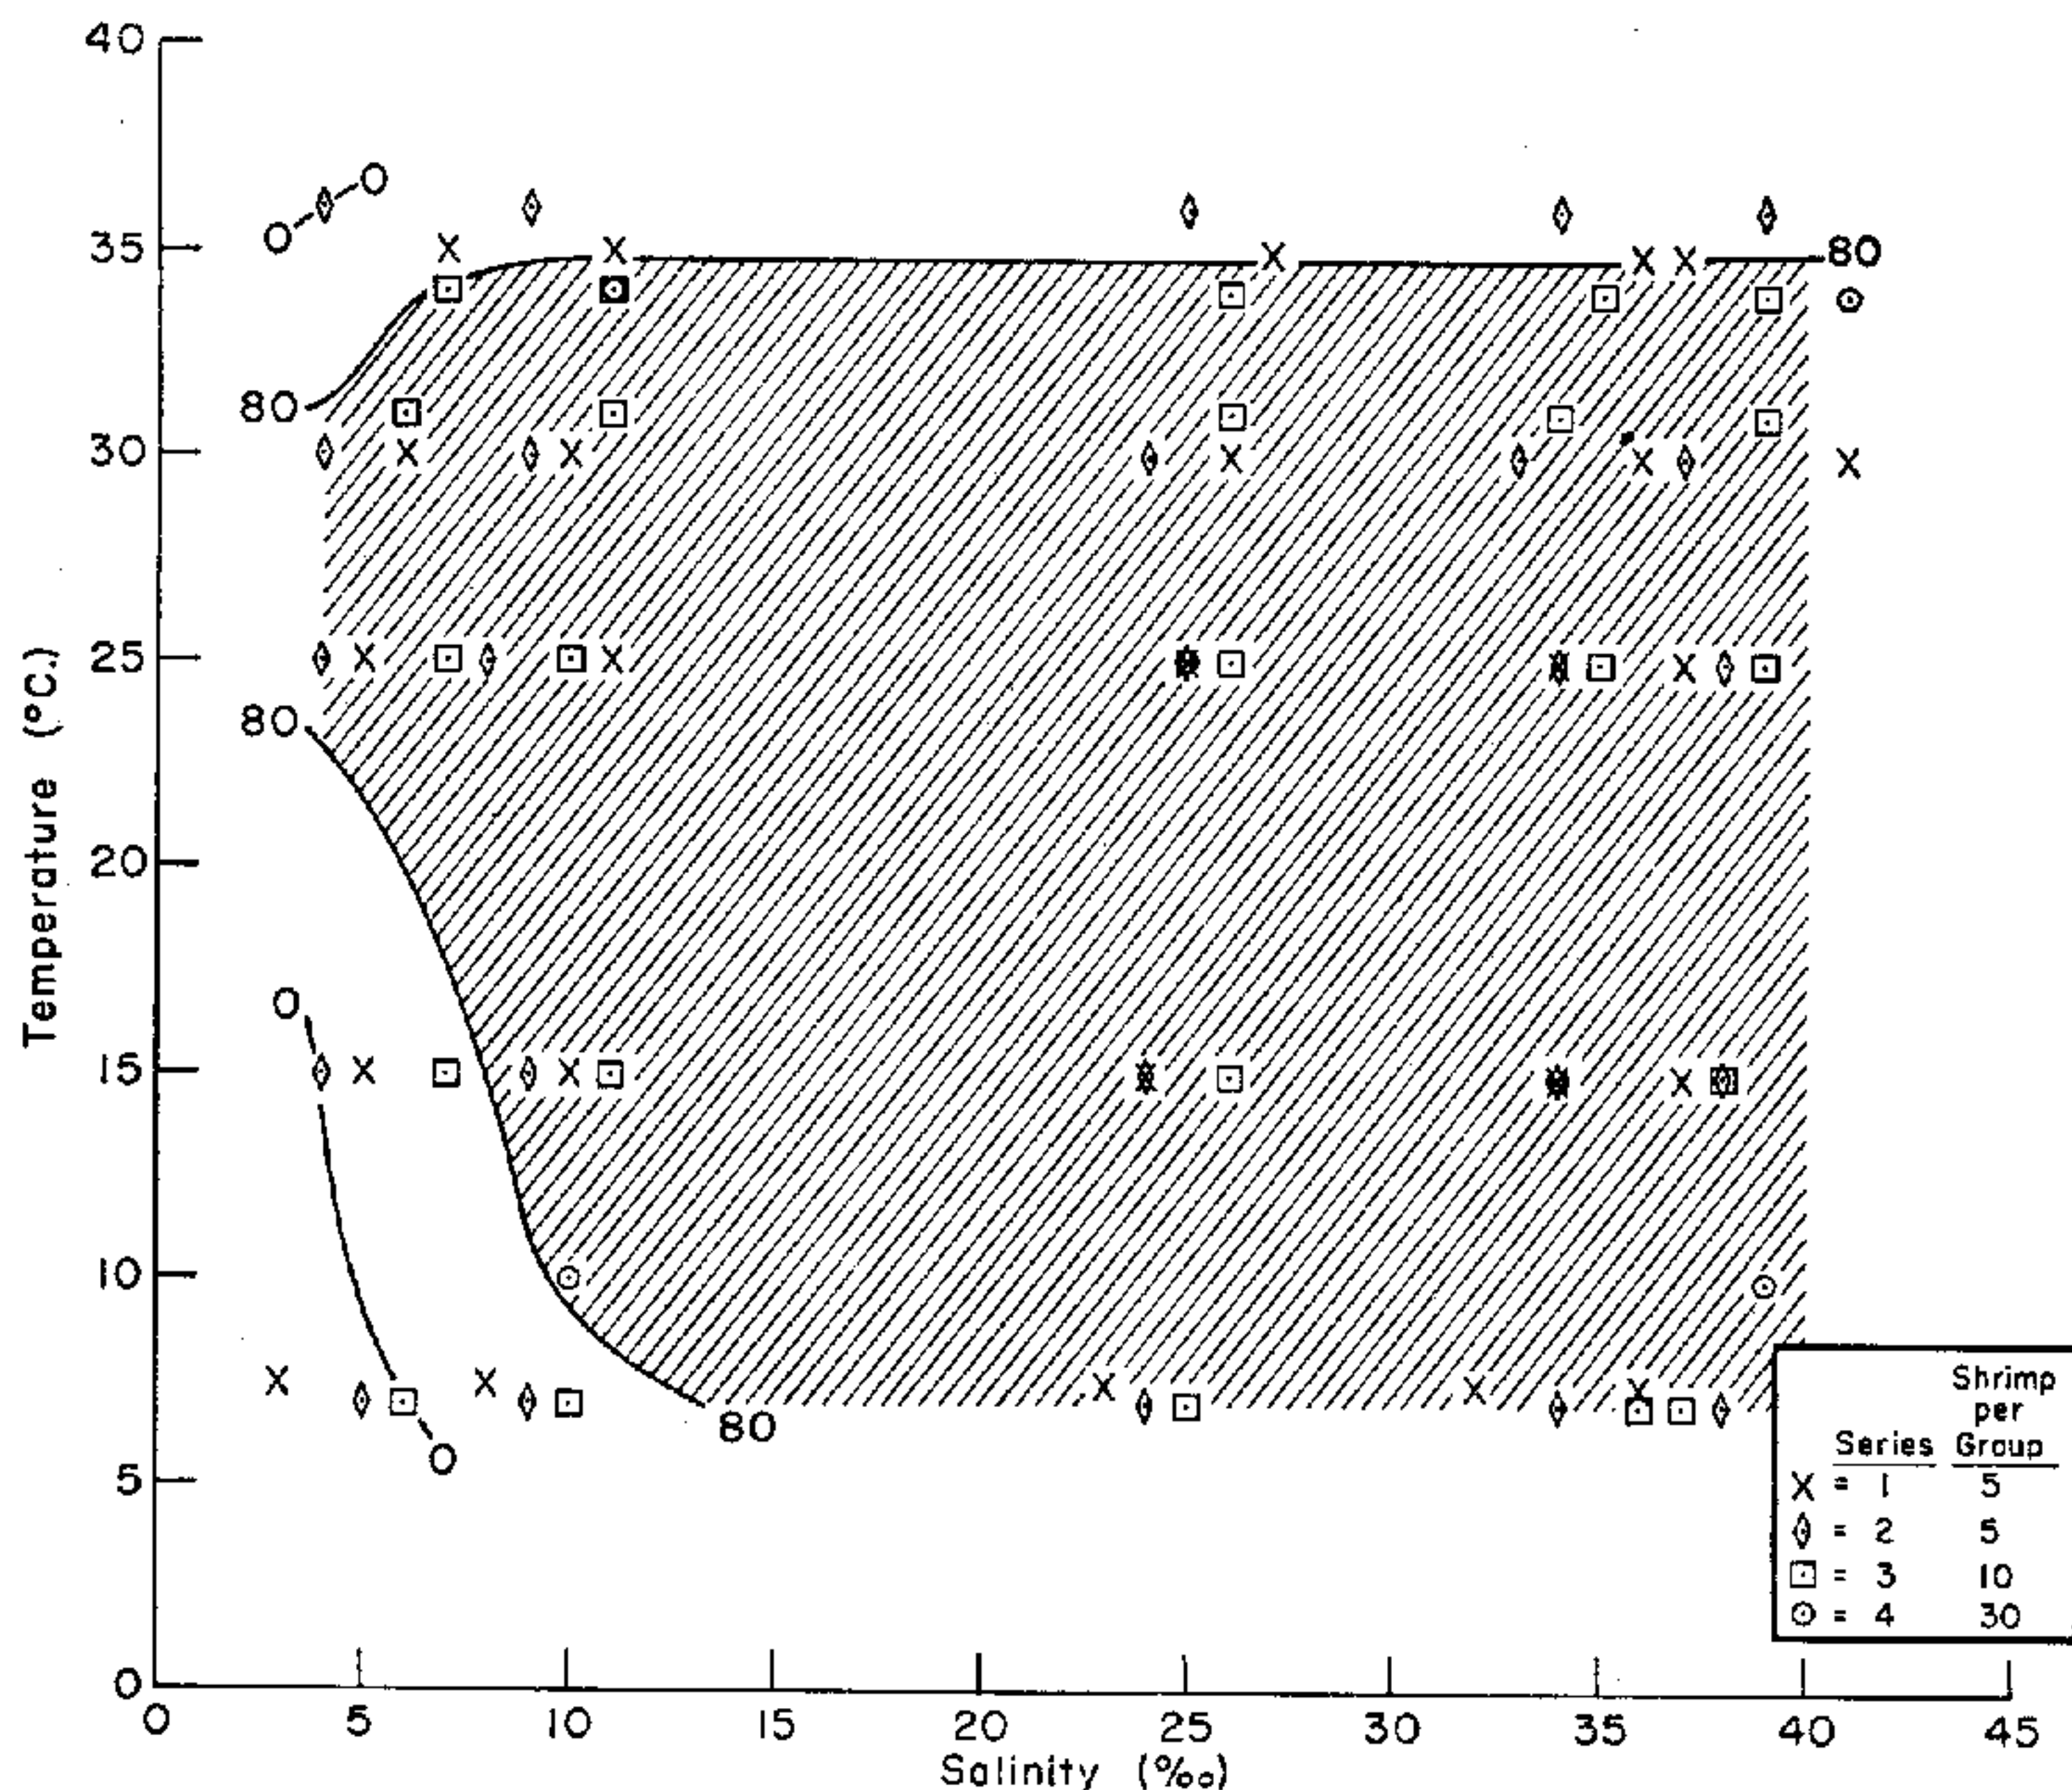 40
35
30
25
20
15
10
5
0
Temperature (°C.)
0 5 10 15 20 25 30 35 40 45
Salinity (‰)
0
0
80
80
80
80
0
0
Shrimp
per
Series Group
X = 1 5
= 2 5
= 3 10
= 4 30